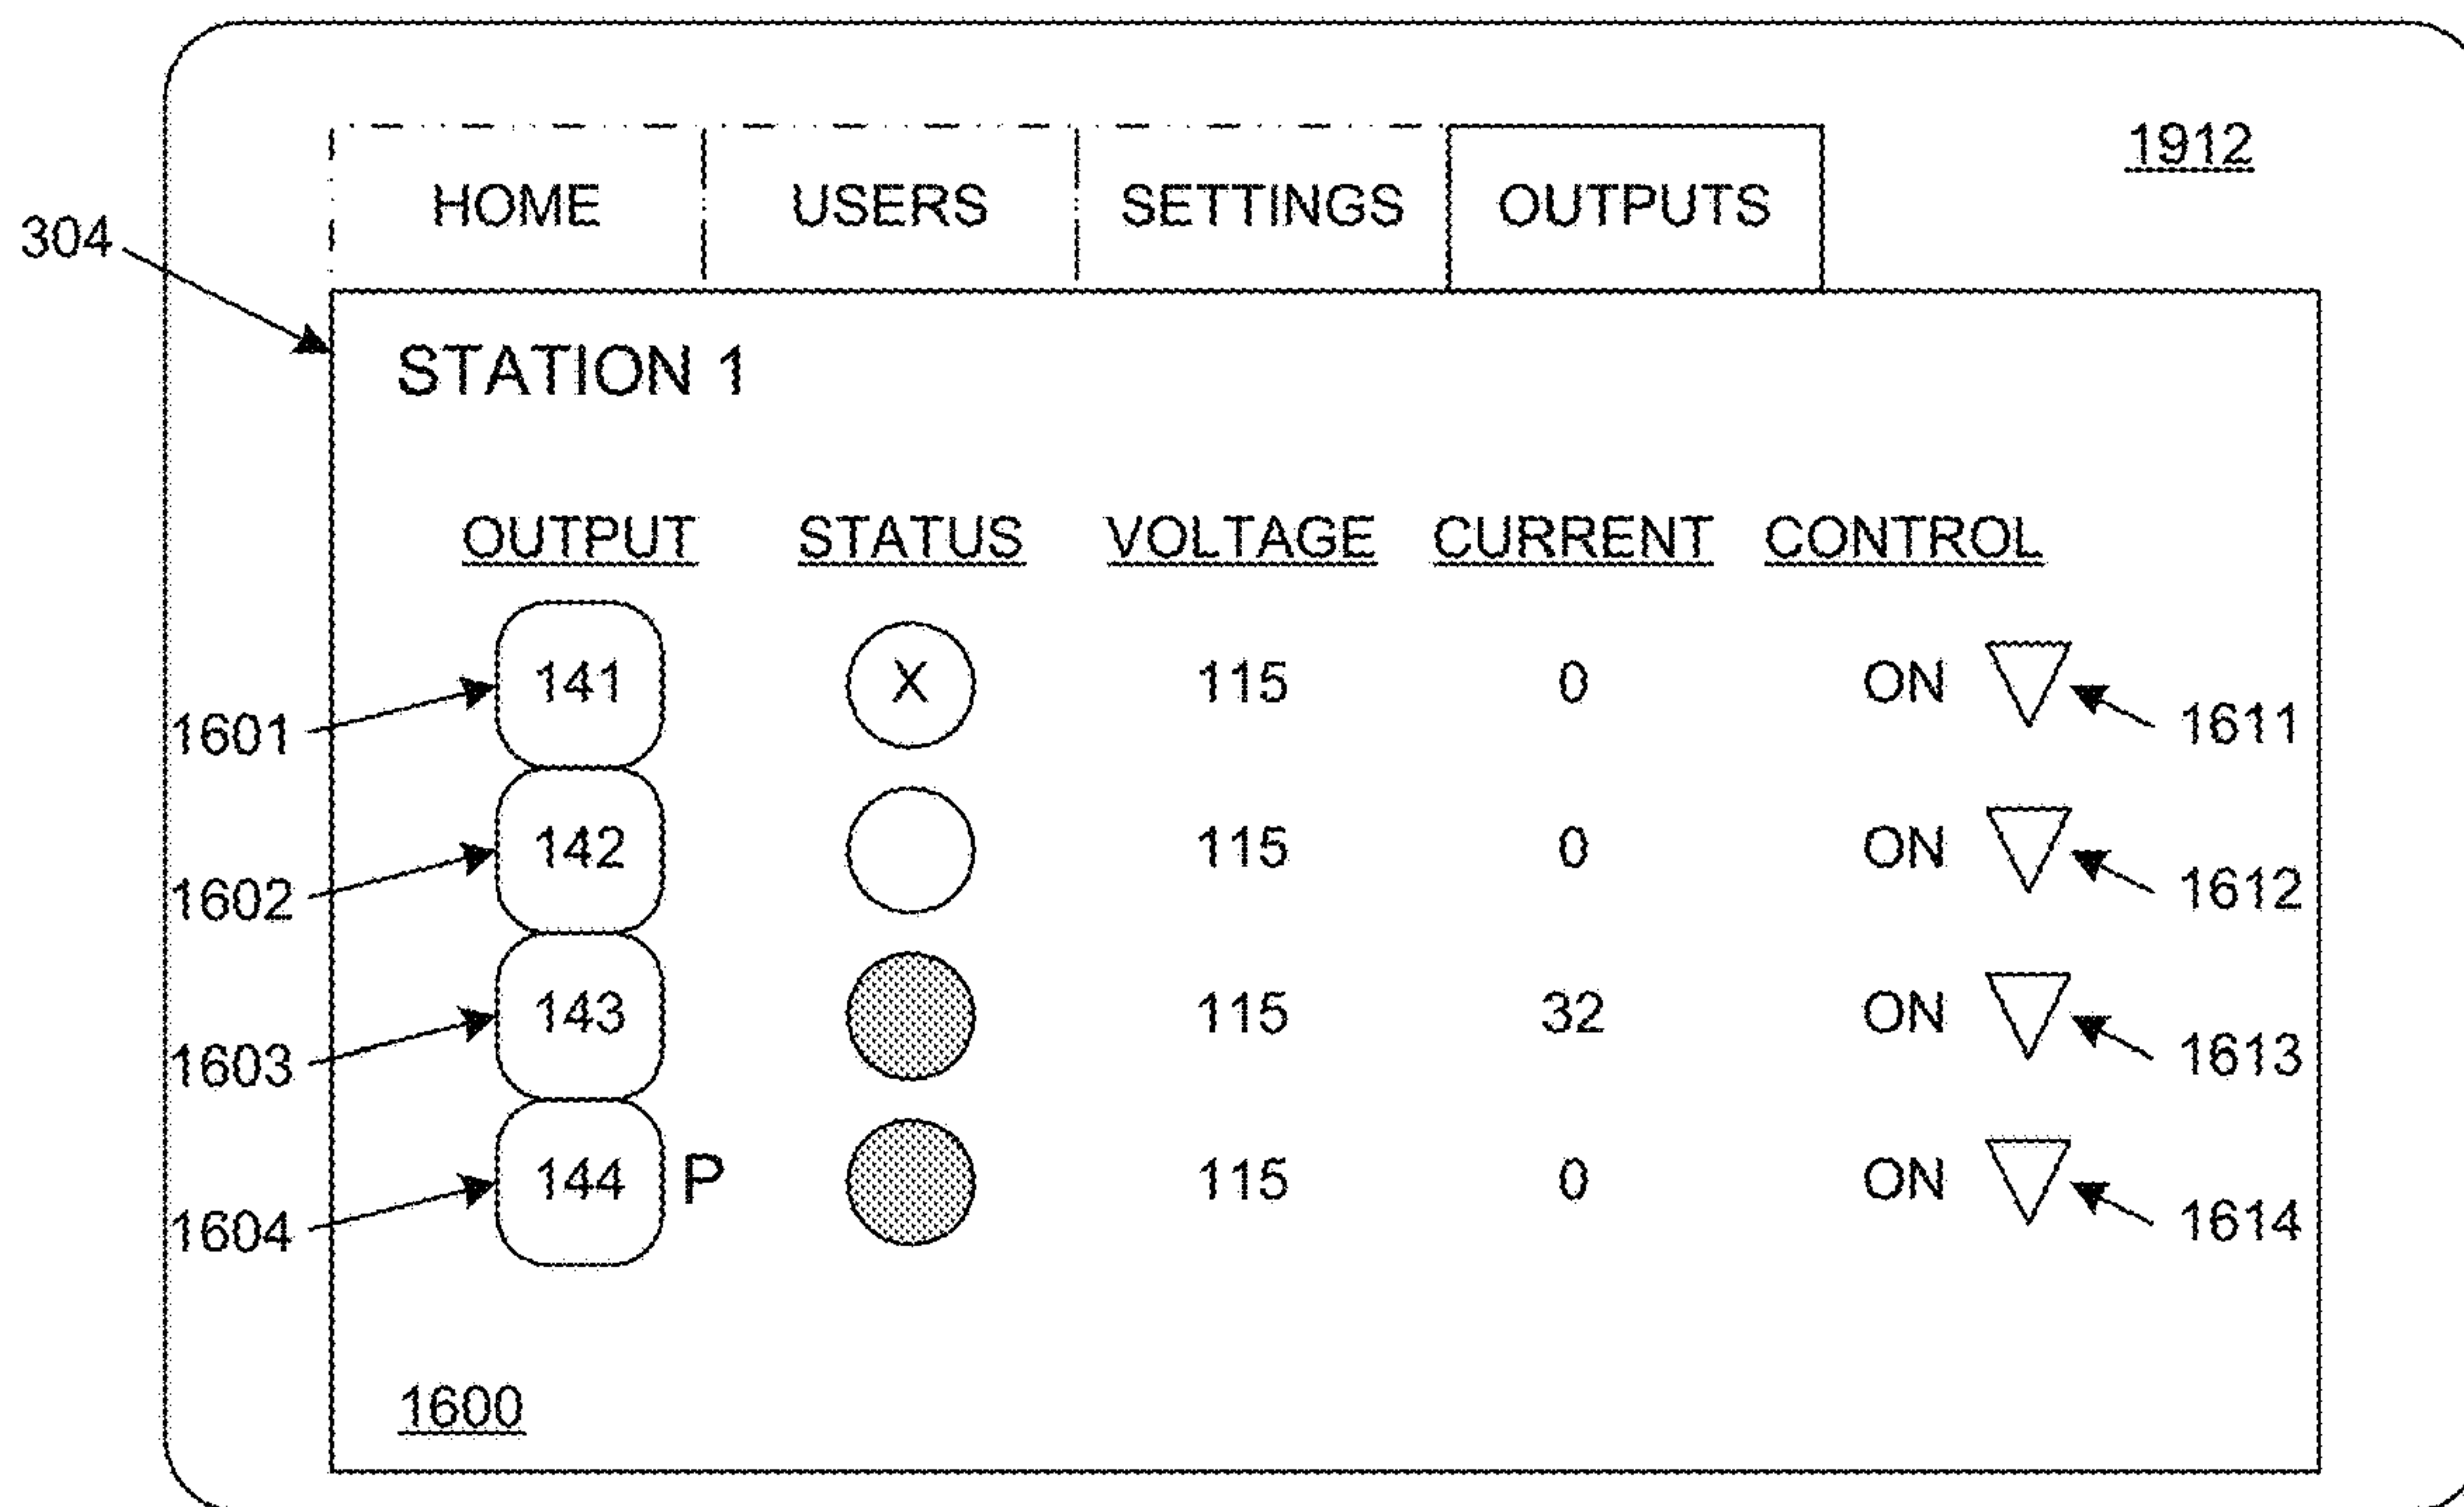 1912
HOME USERS SETTINGS OUTPUTS
304
STATION 1
OUTPUT STATUS VOLTAGE CURRENT CONTROL
141 X 115 0 ON
1601 1611
142 115 0 ON
1602 1612
143 115 32 ON
1603 1613
144 P 115 0 ON
1604 1614
1600